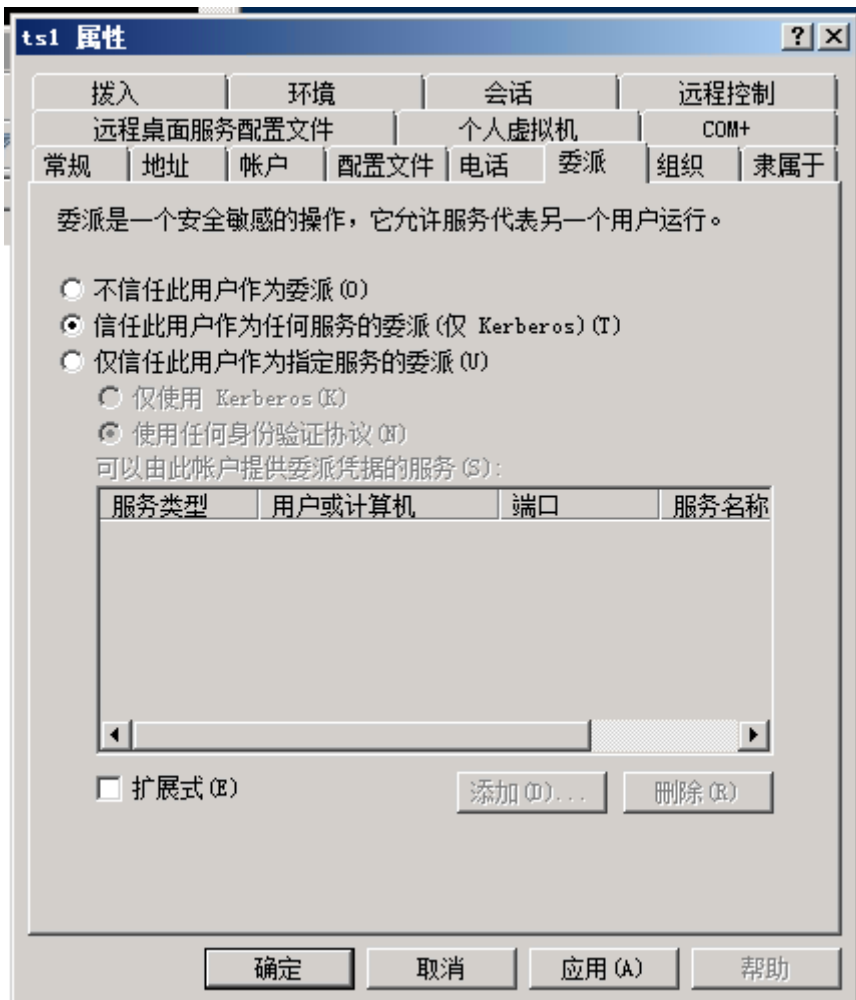 ts1 属性
拨入 环境 会话 远程控制
远程桌面服务配置文件 个人虚拟机 COM+
常规 地址 帐户 配置文件 电话 委派 组织 隶属于
委派是一个安全敏感的操作，它允许服务代表另一个用户运行。
不信任此用户作为委派(O)
信任此用户作为任何服务的委派(仅 Kerberos)(T)
仅信任此用户作为指定服务的委派(U)
仅使用 Kerberos(K)
使用任何身份验证协议(N)
可以由此帐户提供委派凭据的服务(S):
服务类型 用户或计算机 端口 服务名称
扩展式(E) 添加(D)... 删除(R)
确定 取消 应用(A) 帮助